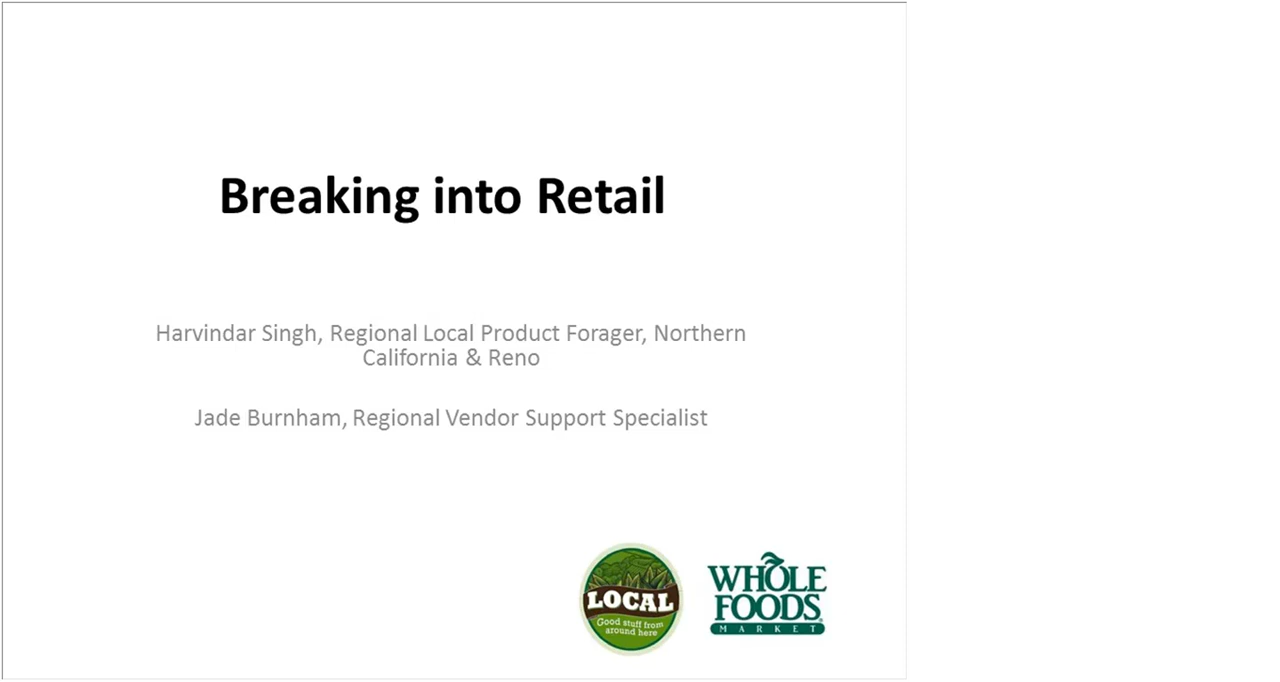 Breaking into Retail
Harvindar Singh, Regional Local Product Forager, Northern
California & Reno
Jade Burnham, Regional Vendor Support Specialist
LOCAL
Good stuff from
around here
WHOLE
FOODS
MARKET